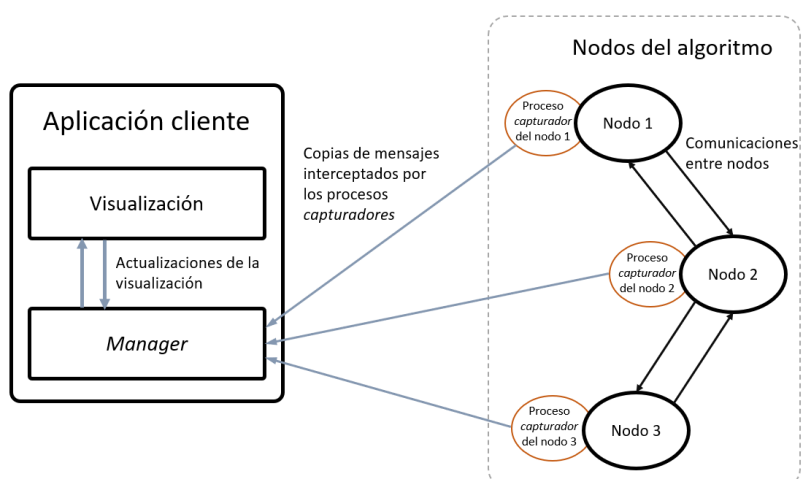 Nodos del algoritmo
Aplicación cliente
Visualización
Actualizaciones de la
visualización
Manager
Copias de mensajes
interceptados por
los procesos
capturadores
Proceso
capturador
del nodo 1
Nodo 1
Comunicaciones
entre nodos
Proceso
capturador
del nodo 2
Nodo 2
Proceso
capturador
del nodo 3
Nodo 3